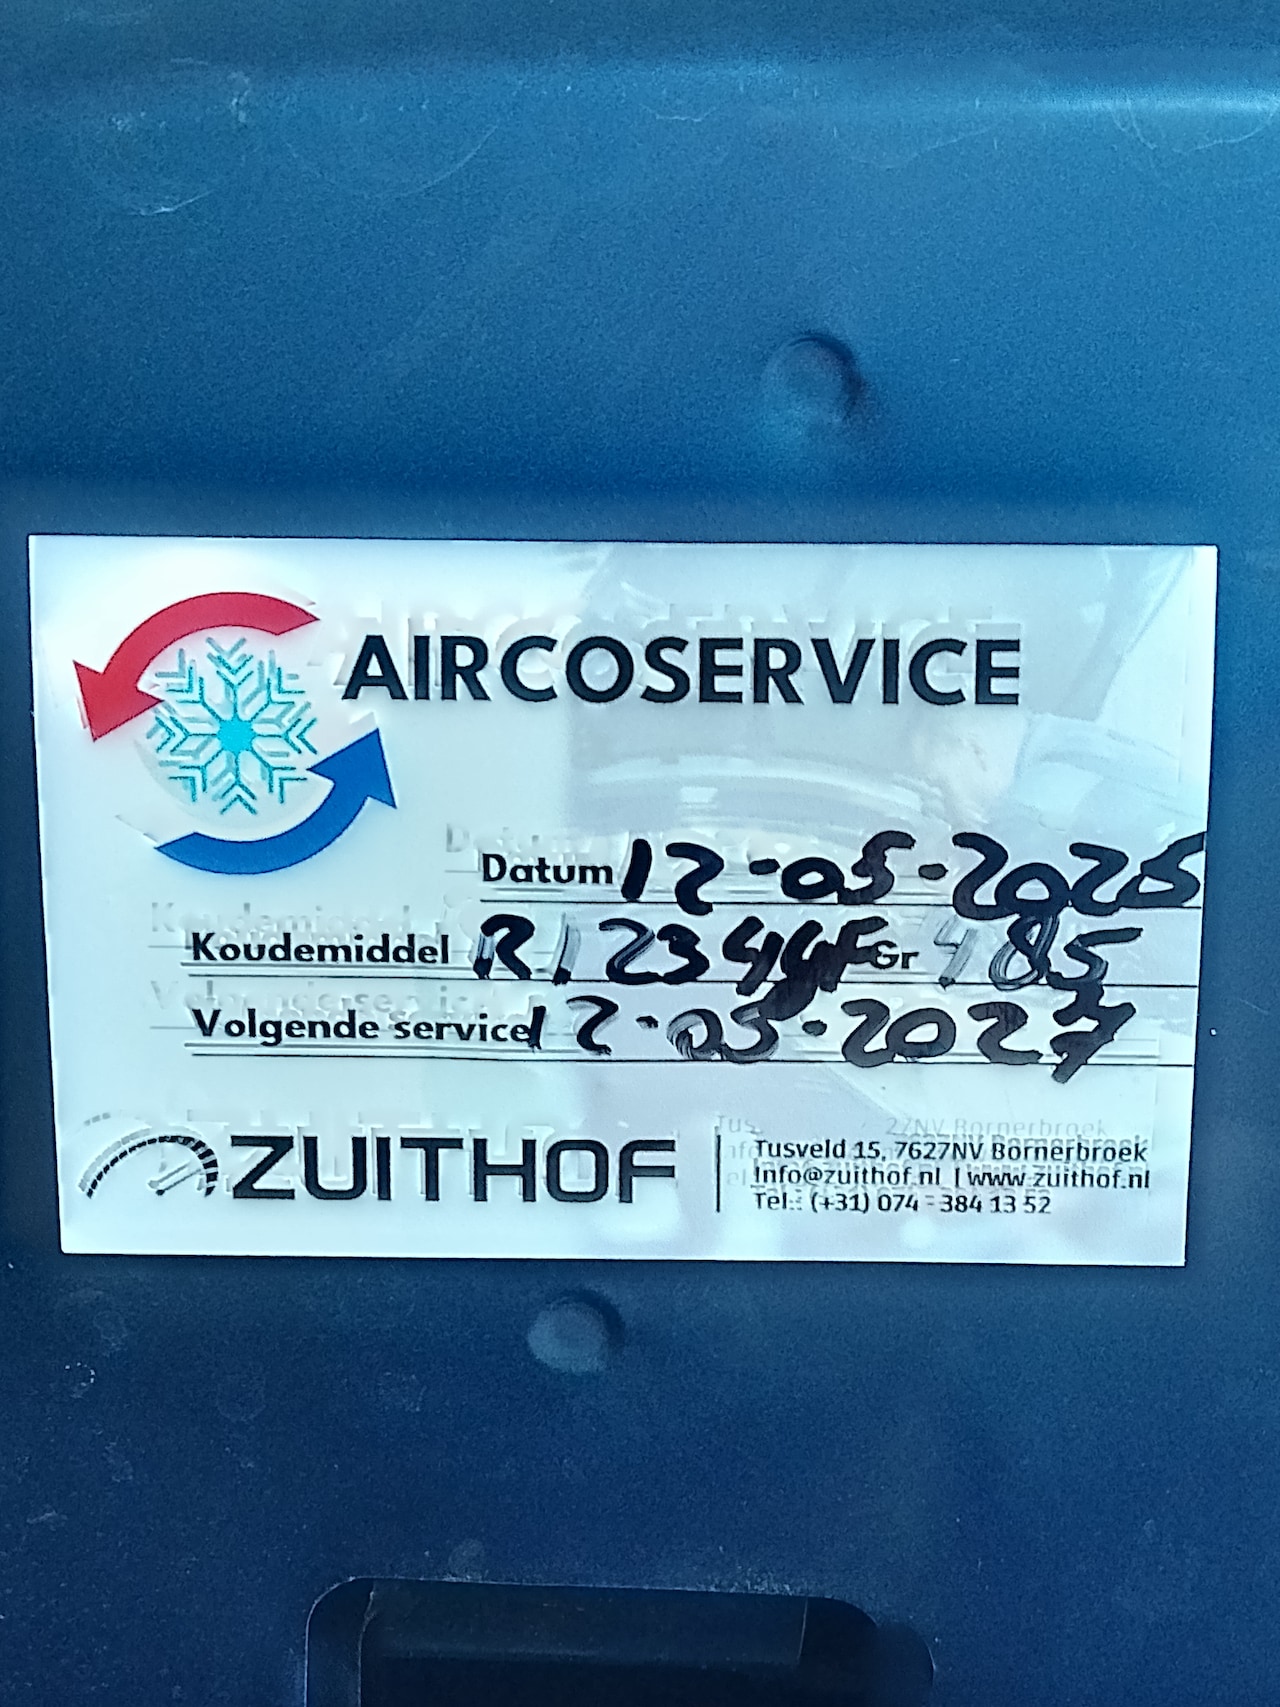 AIRCOSERVICE
Datum 12-05-2025
Koudemiddel R1234yF Gr 485
Volgende service 12-05-2027
ZUITHOF
Tusveld 15, 7627NV Bornerbroek
Info@zuithof.nl | www.zuithof.nl
Tel.: (+31) 074 - 384 13 52